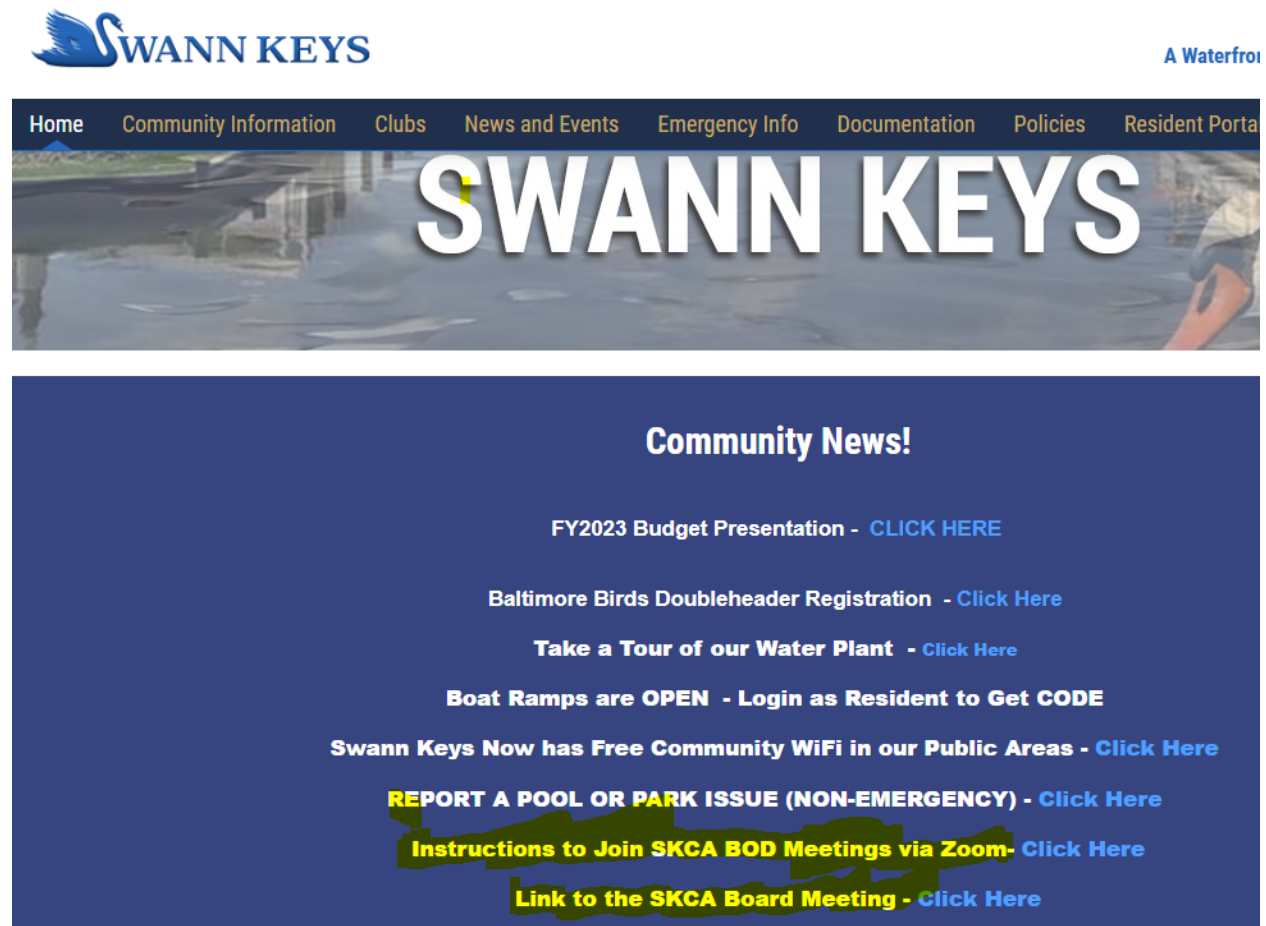 SWANN KEYS
A Waterfron
Home Community Information Clubs News and Events Emergency Info Documentation Policies Resident Portal
SWANN KEYS
Community News!
FY2023 Budget Presentation - CLICK HERE
Baltimore Birds Doubleheader Registration - Click Here
Take a Tour of our Water Plant - Click Here
Boat Ramps are OPEN - Login as Resident to Get CODE
Swann Keys Now has Free Community WiFi in our Public Areas - Click Here
REPORT A POOL OR PARK ISSUE (NON-EMERGENCY) - Click Here
Instructions to Join SKCA BOD Meetings via Zoom- Click Here
Link to the SKCA Board Meeting - Click Here